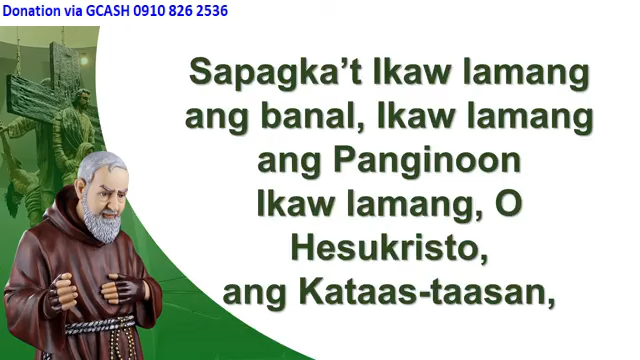 Donation via GCASH 0910 826 2536
Sapagka’t Ikaw lamang
ang banal, Ikaw lamang
ang Panginoon
Ikaw lamang, O
Hesukristo,
ang Kataas-taasan,